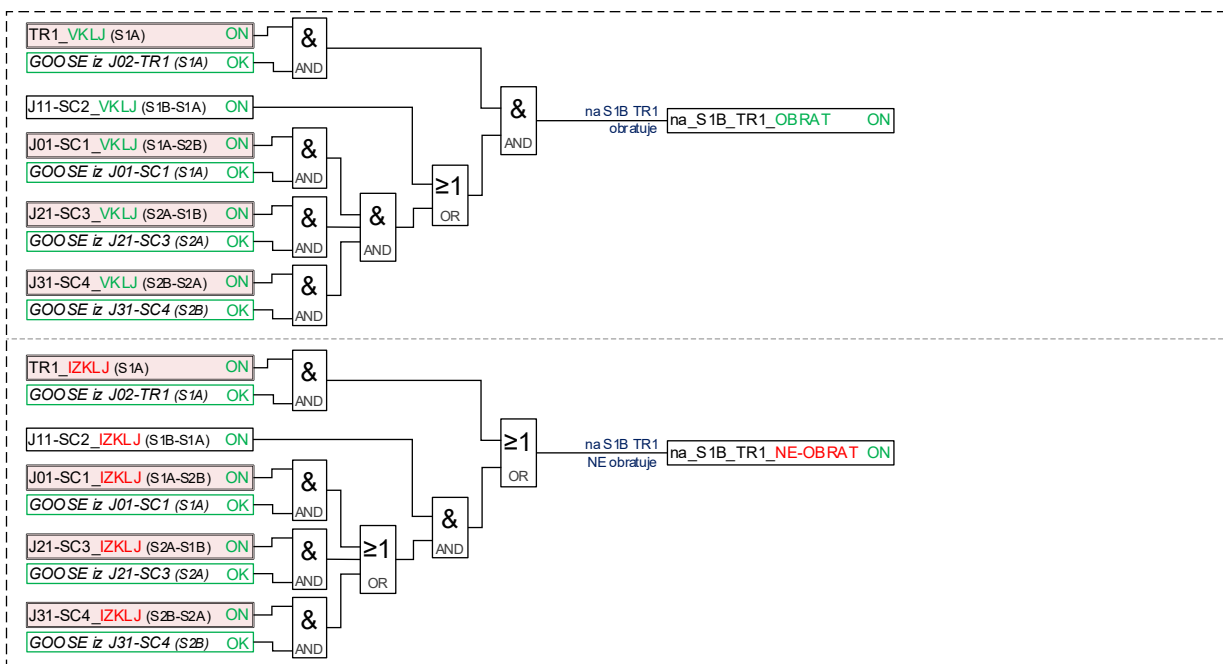 TR1_VKLJ (S1A) ON
GOOSE iz J02-TR1 (S1A) OK
&
AND
J11-SC2_VKLJ (S1B-S1A) ON
J01-SC1_VKLJ (S1A-S2B) ON
GOOSE iz J01-SC1 (S1A) OK
&
AND
J21-SC3_VKLJ (S2A-S1B) ON
GOOSE iz J21-SC3 (S2A) OK
&
AND
J31-SC4_VKLJ (S2B-S2A) ON
GOOSE iz J31-SC4 (S2B) OK
&
AND
&
AND
≥1
OR
&
AND
na S1B TR1
obratuje
na_S1B_TR1_OBRAT ON
TR1_IZKLJ (S1A) ON
GOOSE iz J02-TR1 (S1A) OK
&
AND
J11-SC2_IZKLJ (S1B-S1A) ON
J01-SC1_IZKLJ (S1A-S2B) ON
GOOSE iz J01-SC1 (S1A) OK
&
AND
J21-SC3_IZKLJ (S2A-S1B) ON
GOOSE iz J21-SC3 (S2A) OK
&
AND
J31-SC4_IZKLJ (S2B-S2A) ON
GOOSE iz J31-SC4 (S2B) OK
&
AND
≥1
OR
&
AND
≥1
OR
na S1B TR1
NE obratuje
na_S1B_TR1_NE-OBRAT ON